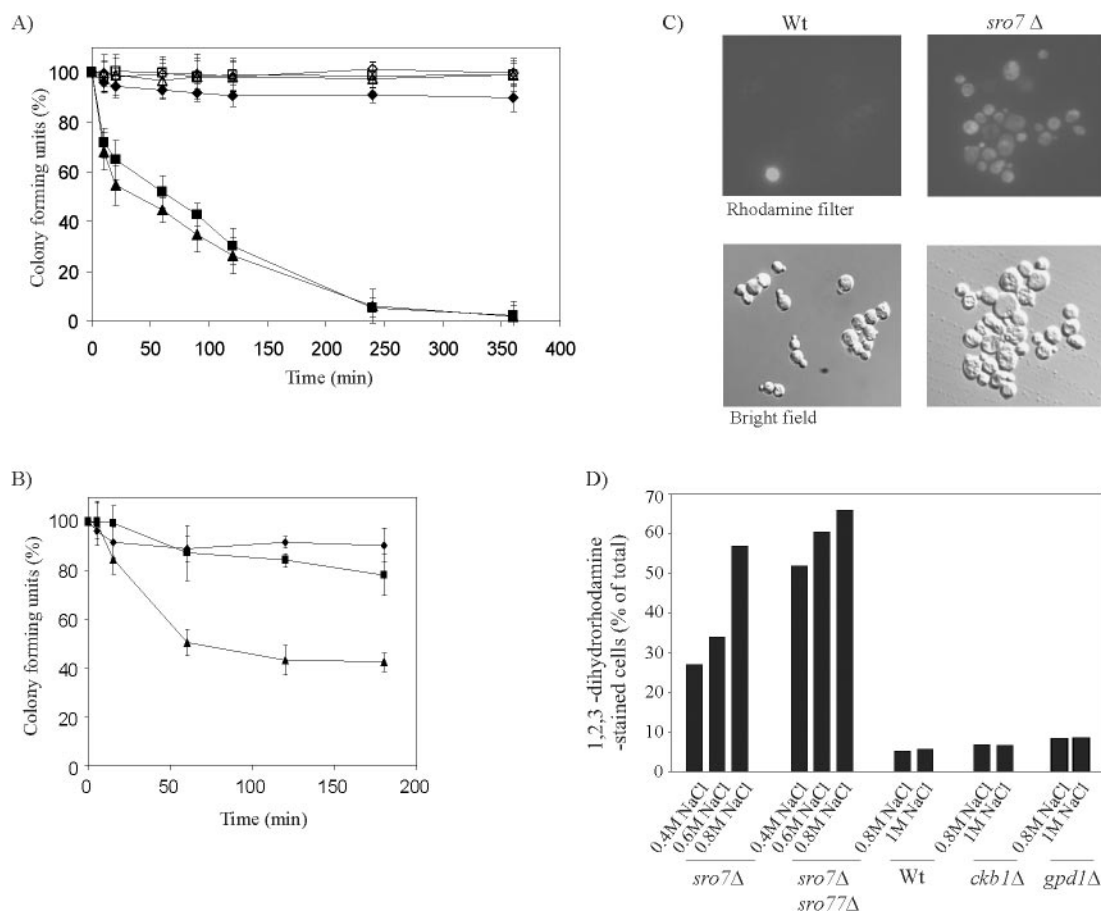 A)
Colony forming units (%)
100
80
60
40
20
0
0 50 100 150 200 250 300 350 400
Time (min)
B)
Colony forming units (%)
100
80
60
40
20
0
0 50 100 150 200
Time (min)
C)
Wt
sro7 Δ
Rhodamine filter
Bright field
D)
1,2,3 -dihydrorhodamine
-stained cells (% of total)
70
60
50
40
30
20
10
0
0.4M NaCl
0.6M NaCl
0.8M NaCl
0.4M NaCl
0.6M NaCl
0.8M NaCl
0.8M NaCl
1M NaCl
0.8M NaCl
1M NaCl
0.8M NaCl
1M NaCl
sro7Δ
sro7Δ
sro77Δ
Wt
ckb1Δ
gpd1Δ